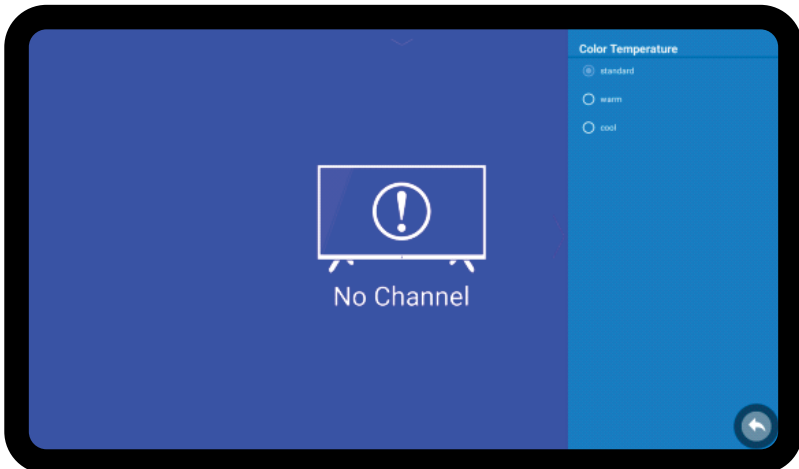 Color Temperature
standard
warm
cool
No Channel